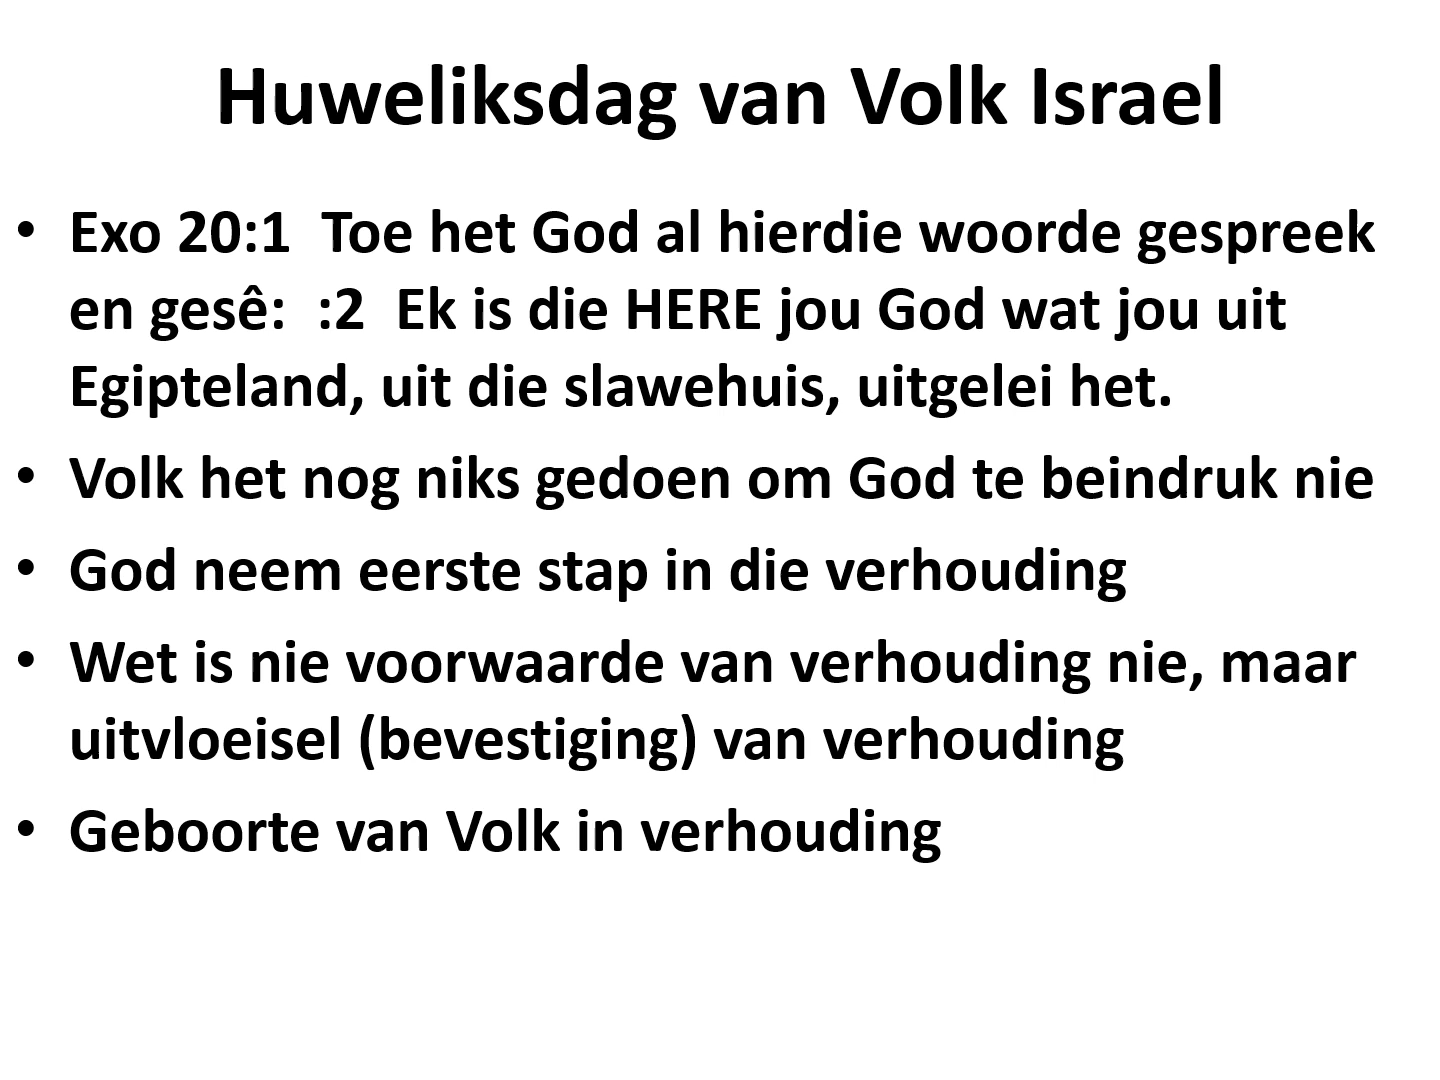 Huweliksdag van Volk Israel
• Exo 20:1  Toe het God al hierdie woorde gespreek
en gesê:  :2  Ek is die HERE jou God wat jou uit
Egipteland, uit die slawehuis, uitgelei het.
• Volk het nog niks gedoen om God te beindruk nie
• God neem eerste stap in die verhouding
• Wet is nie voorwaarde van verhouding nie, maar
uitvloeisel (bevestiging) van verhouding
• Geboorte van Volk in verhouding